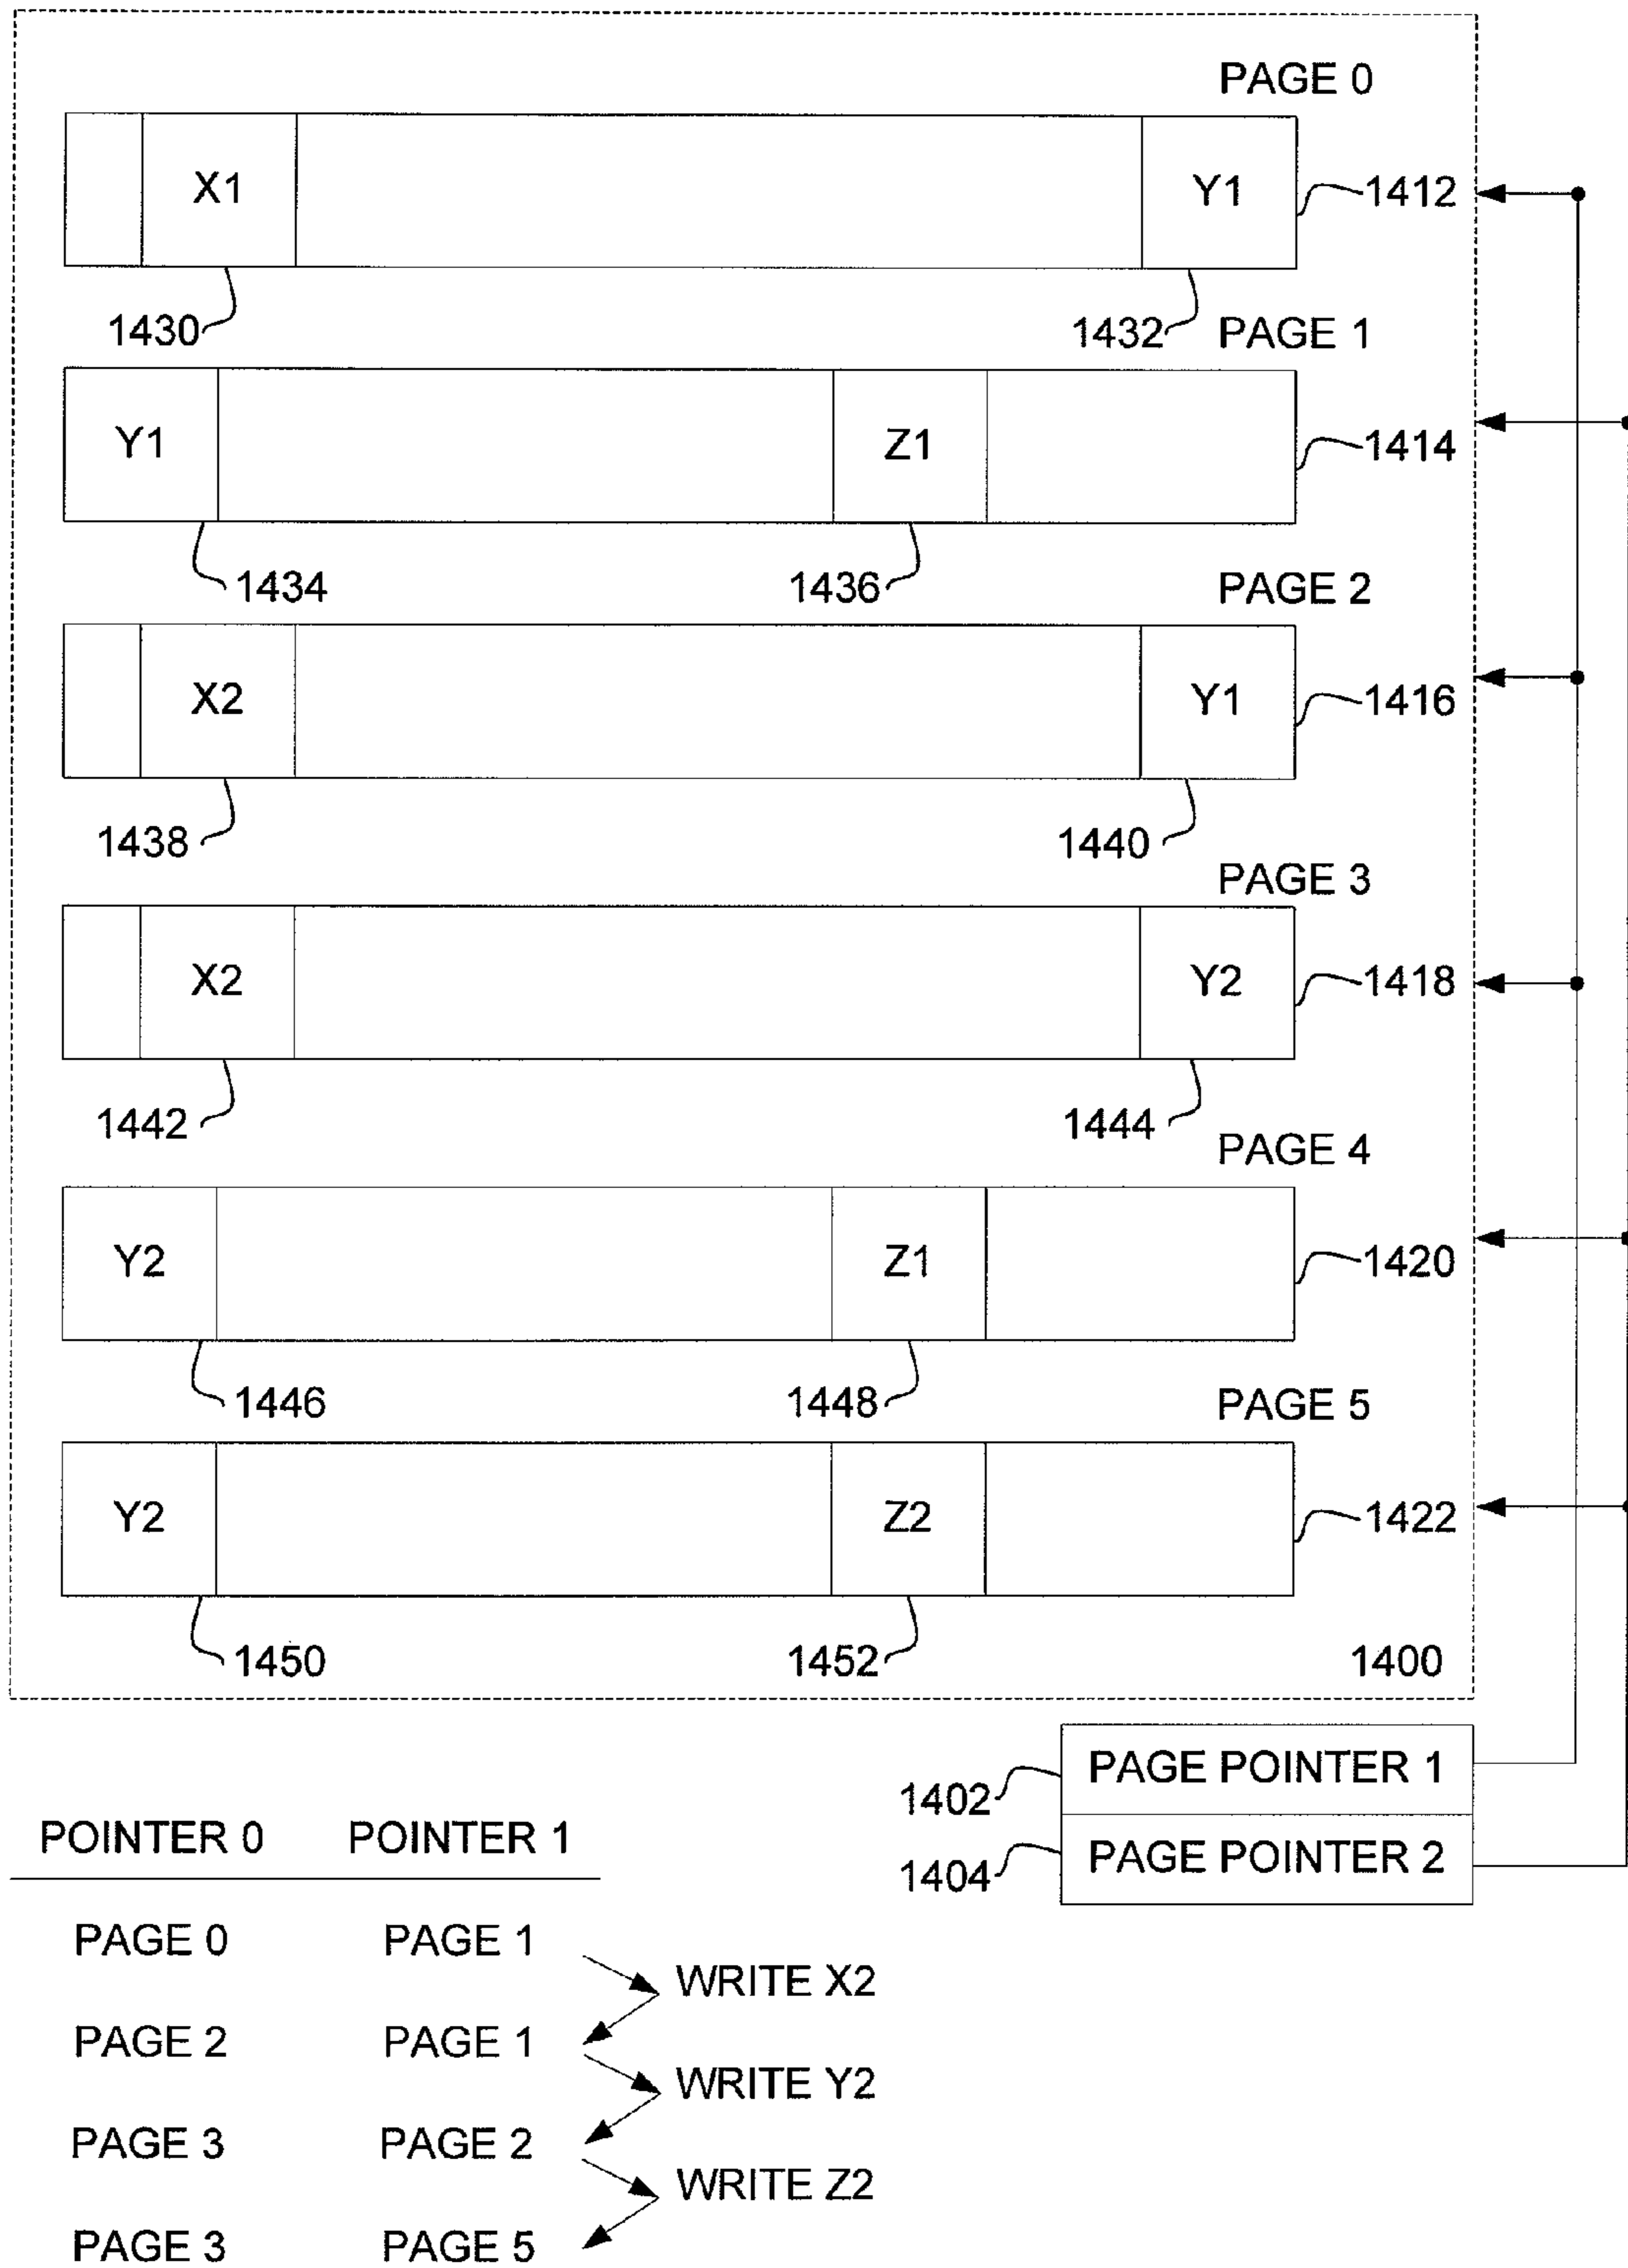 PAGE 0
X1 Y1 1412
1430 1432 PAGE 1
Y1 Z1 1414
1434 1436 PAGE 2
X2 Y1 1416
1438 1440
PAGE 3
X2 Y2 1418
1442 1444
PAGE 4
Y2 Z1 1420
1446 1448 PAGE 5
Y2 Z2 1422
1450 1452 1400
1402 PAGE POINTER 1
1404 PAGE POINTER 2
POINTER 0 POINTER 1
PAGE 0 PAGE 1
WRITE X2
PAGE 2 PAGE 1
WRITE Y2
PAGE 3 PAGE 2
WRITE Z2
PAGE 3 PAGE 5